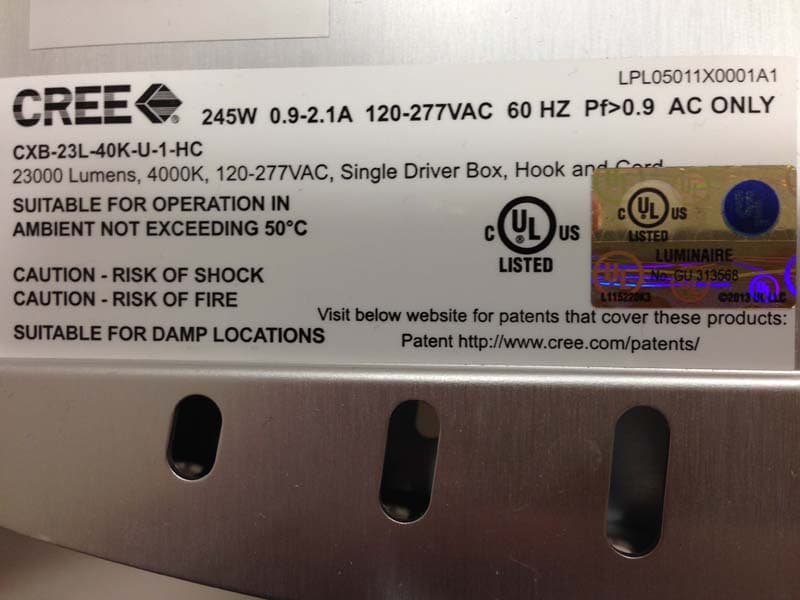 LPL05011X0001A1
CREE
245W 0.9-2.1A 120-277VAC 60 HZ Pf>0.9 AC ONLY
CXB-23L-40K-U-1-HC
23000 Lumens, 4000K, 120-277VAC, Single Driver Box, Hook and Cord
SUITABLE FOR OPERATION IN
AMBIENT NOT EXCEEDING 50°C
C UL US
LISTED
C UL US
LISTED
UL
LUMINAIRE
No. GU 313568
L115220K3 ©2013 UL LLC
CAUTION - RISK OF SHOCK
CAUTION - RISK OF FIRE
SUITABLE FOR DAMP LOCATIONS
Visit below website for patents that cover these products:
Patent http://www.cree.com/patents/